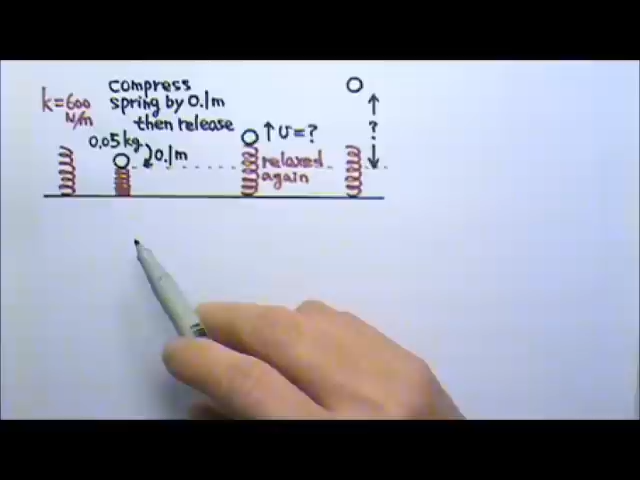 k=600 N/m
compress
spring by 0.1m
then release
0.05kg
0.1m
↑ v=?
relaxed
again
?